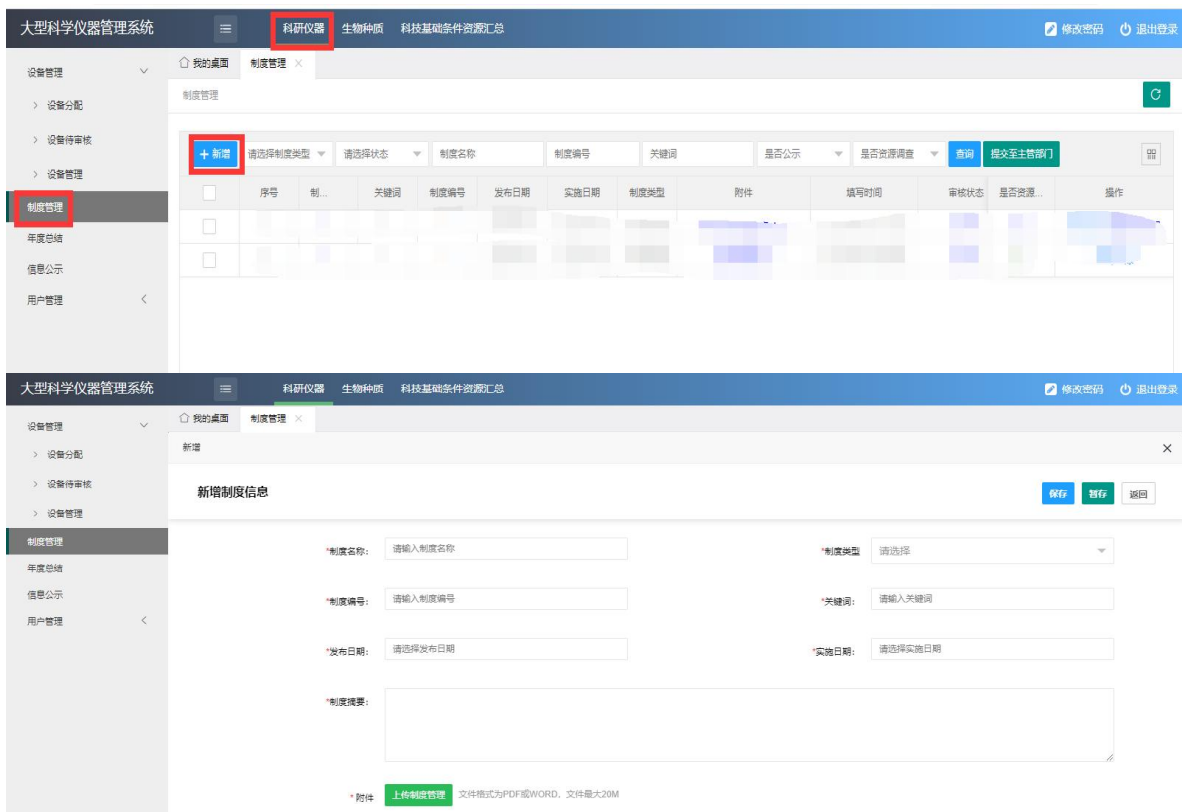 大型科学仪器管理系统 科研仪器 生物种质 科技基础条件资源汇总 修改密码 退出登录
设备管理 我的桌面 制度管理
制度管理
设备分配
设备待审核
+ 新增 请选择制度类型 请选择状态 制度名称 制度编号 关键词 是否公示 是否资源调查 查询 提交至主管部门
设备管理
序号 制... 关键词 制度编号 发布日期 实施日期 制度类型 附件 填写时间 审核状态 是否资源... 操作
制度管理
年度总结
信息公示
用户管理
大型科学仪器管理系统 科研仪器 生物种质 科技基础条件资源汇总 修改密码 退出登录
设备管理 我的桌面 制度管理
新增
设备分配
设备待审核
新增制度信息 保存 暂存 返回
设备管理
制度管理
*制度名称: 请输入制度名称 *制度类型 请选择
年度总结
信息公示
*制度编号: 请输入制度编号 *关键词: 请输入关键词
用户管理
*发布日期: 请选择发布日期 *实施日期: 请选择实施日期
*制度摘要:
* 附件 上传制度管理 文件格式为PDF或WORD，文件最大20M